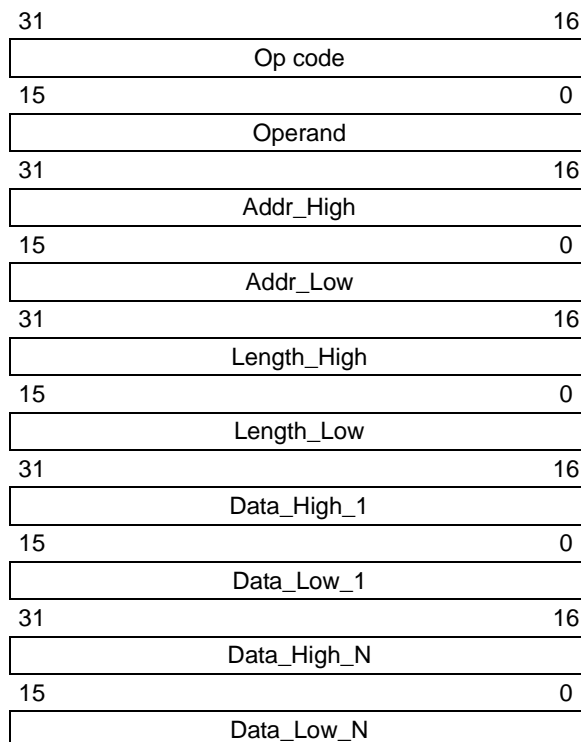 31 16
Op code
15 0
Operand
31 16
Addr_High
15 0
Addr_Low
31 16
Length_High
15 0
Length_Low
31 16
Data_High_1
15 0
Data_Low_1
31 16
Data_High_N
15 0
Data_Low_N